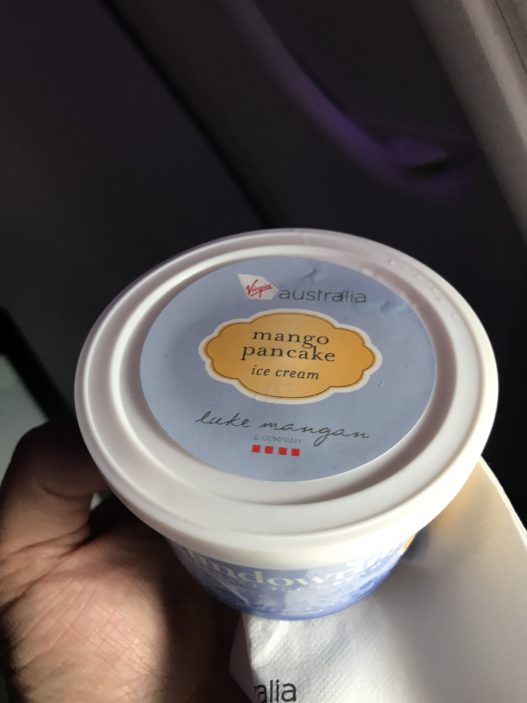 Virgin australia
mango
pancake
ice cream
luke mangan
& COMPANY
alia